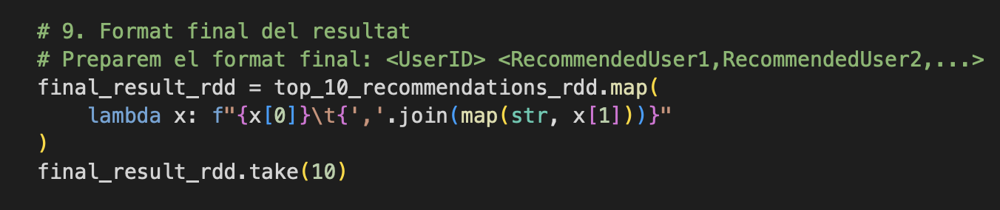 # 9. Format final del resultat
# Preparem el format final: <UserID> <RecommendedUser1,RecommendedUser2,...>
final_result_rdd = top_10_recommendations_rdd.map(
    lambda x: f"{x[0]}\t{','.join(map(str, x[1]))}"
)
final_result_rdd.take(10)